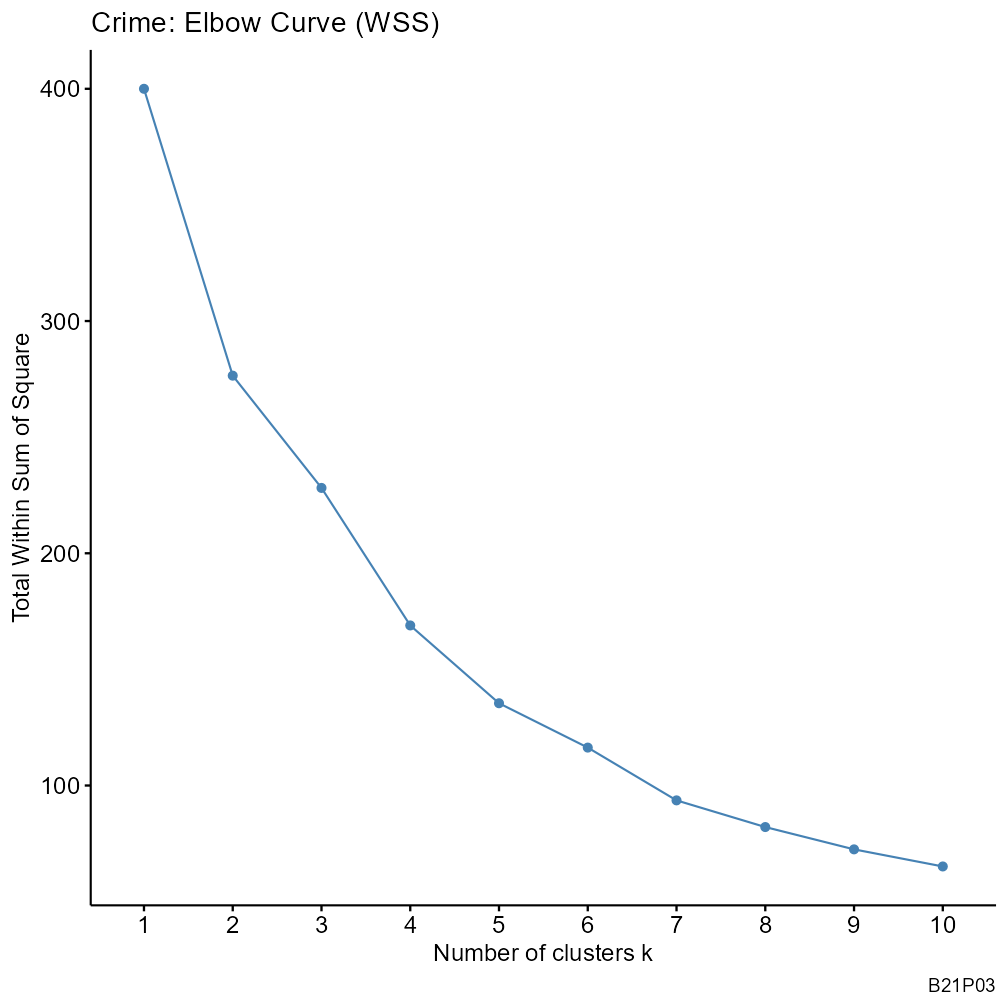 Crime: Elbow Curve (WSS)
Total Within Sum of Square
400
300
200
100
1 2 3 4 5 6 7 8 9 10
Number of clusters k
B21P03